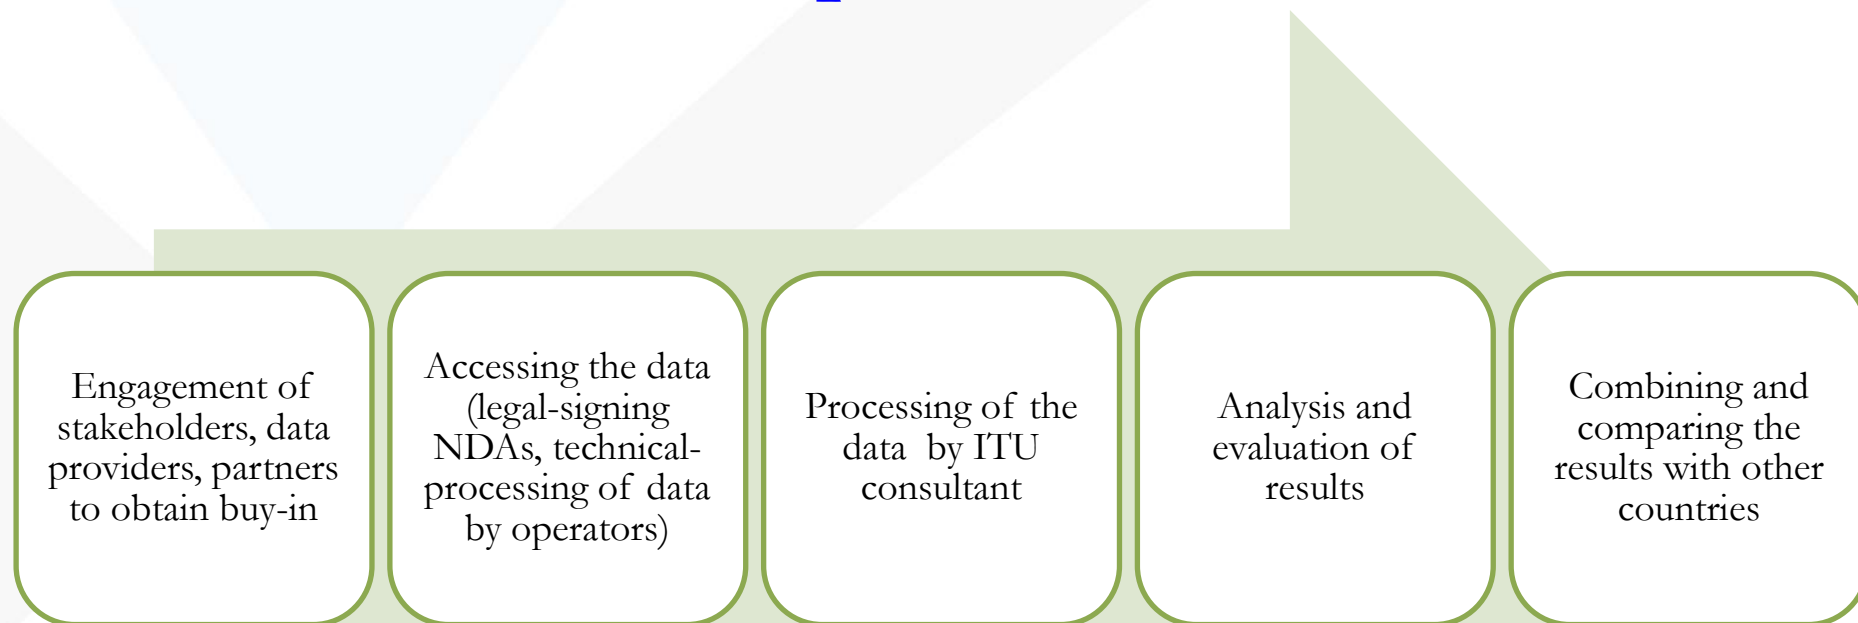 Engagement of
stakeholders, data
providers, partners
to obtain buy-in
Accessing the data
(legal-signing
NDAs, technical-
processing of data
by operators)
Processing of the
data by ITU
consultant
Analysis and
evaluation of
results
Combining and
comparing the
results with other
countries